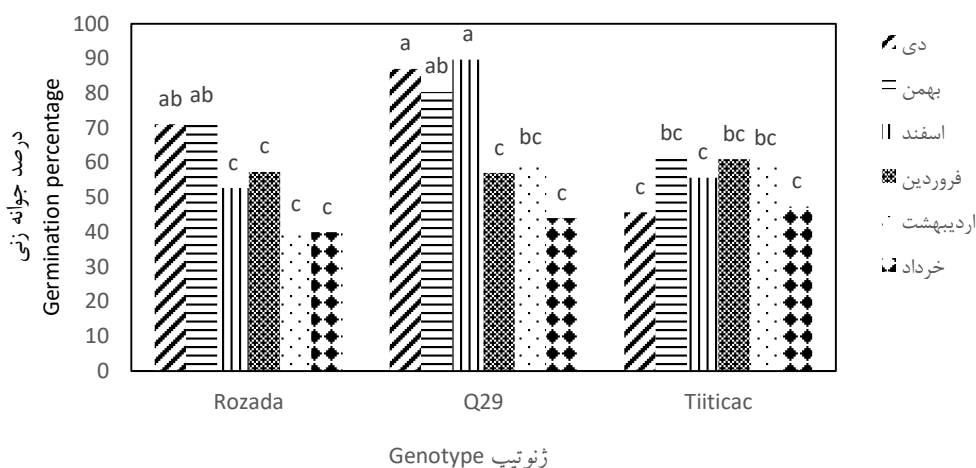 درصد جوانه زنی
Germination percentage
100
90
80
70
60
50
40
30
20
10
0
ab ab c c c c
a ab a c bc c
c bc c bc bc c
Rozada Q29 Tiiticac
Genotype ژنوتیپ
دی
بهمن
اسفند
فروردین
اردیبهشت
خرداد